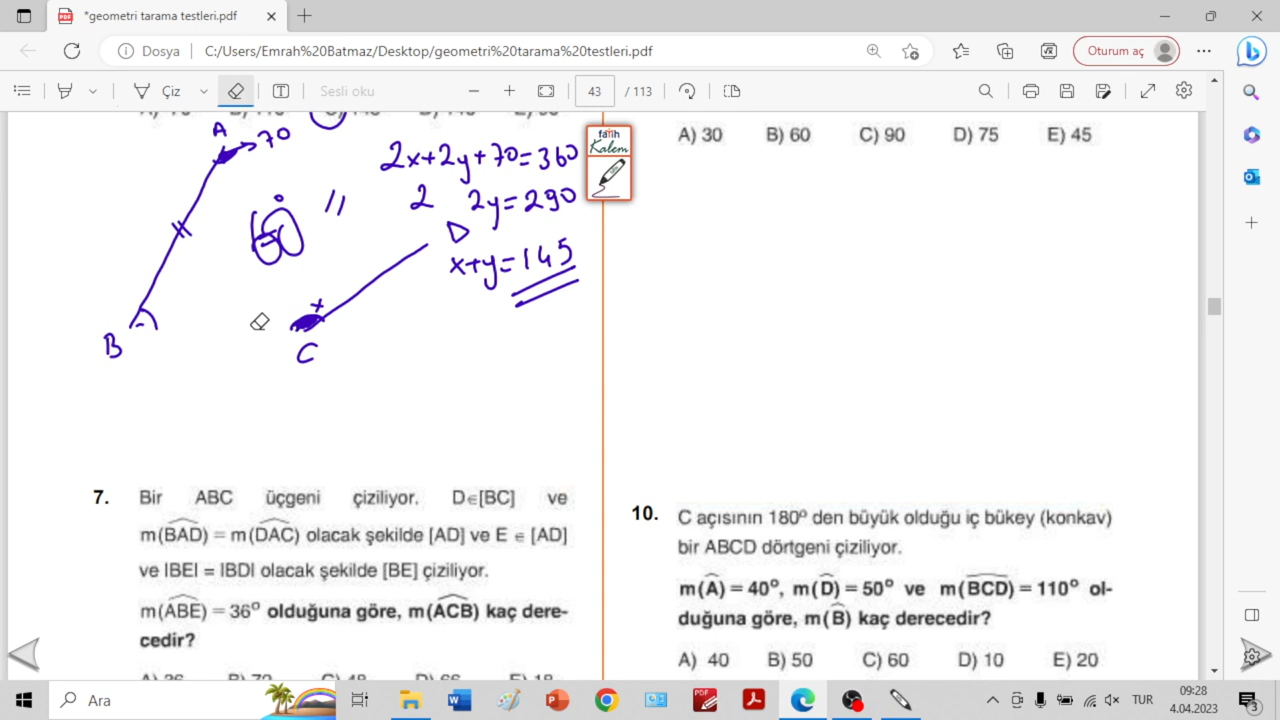 *geometri tarama testleri.pdf
Dosya
C:/Users/Emrah%20Batmaz/Desktop/geometri%20tarama%20testleri.pdf
Oturum aç
Çiz
Sesli oku
43 / 113
A
70
2x+2y+70=360
2 2y=290
D
x+y=145
x
B
C
fatih
Kalem
A) 30 B) 60 C) 90 D) 75 E) 45
7. Bir ABC üçgeni çiziliyor. D∈[BC] ve
m(BAD) = m(DAC) olacak şekilde [AD] ve E ∈ [AD]
ve IBEI = IBDI olacak şekilde [BE] çiziliyor.
m(ABE) = 36° olduğuna göre, m(ACB) kaç dere-
cedir?
10. C açısının 180° den büyük olduğu iç bükey (konkav)
bir ABCD dörtgeni çiziliyor.
m(A) = 40°, m(D) = 50° ve m(BCD) = 110° ol-
duğuna göre, m(B) kaç derecedir?
A) 40 B) 50 C) 60 D) 10 E) 20
Ara
TUR
09:28
4.04.2023
3